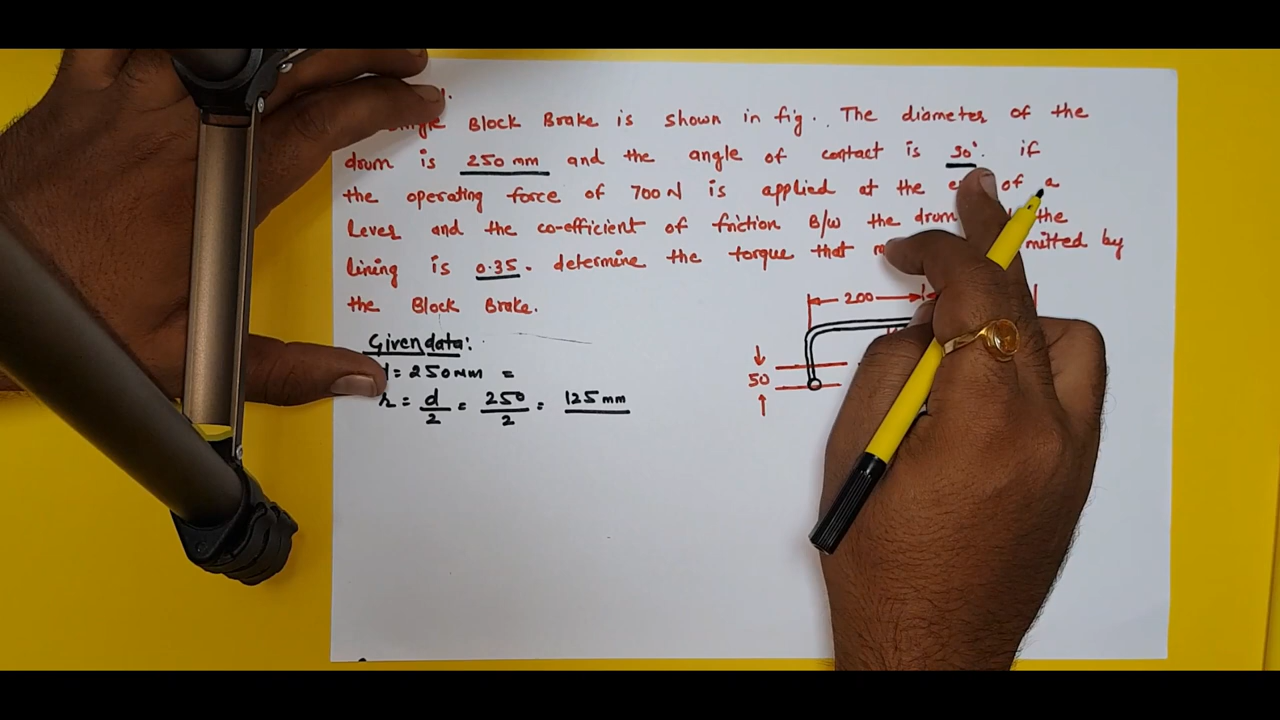 Block Brake is shown in fig.. The diameter of the
drum is 250 mm and the angle of contact is 30°. if
the operating force of 700 N is applied at the of a
Lever and the co-efficient of friction B/w the drum the
lining is 0.35. determine the torque that mitted by
the Block Brake.
Given data:
= 250 mm =
r = d/2 = 250/2 = 125 mm
200
50